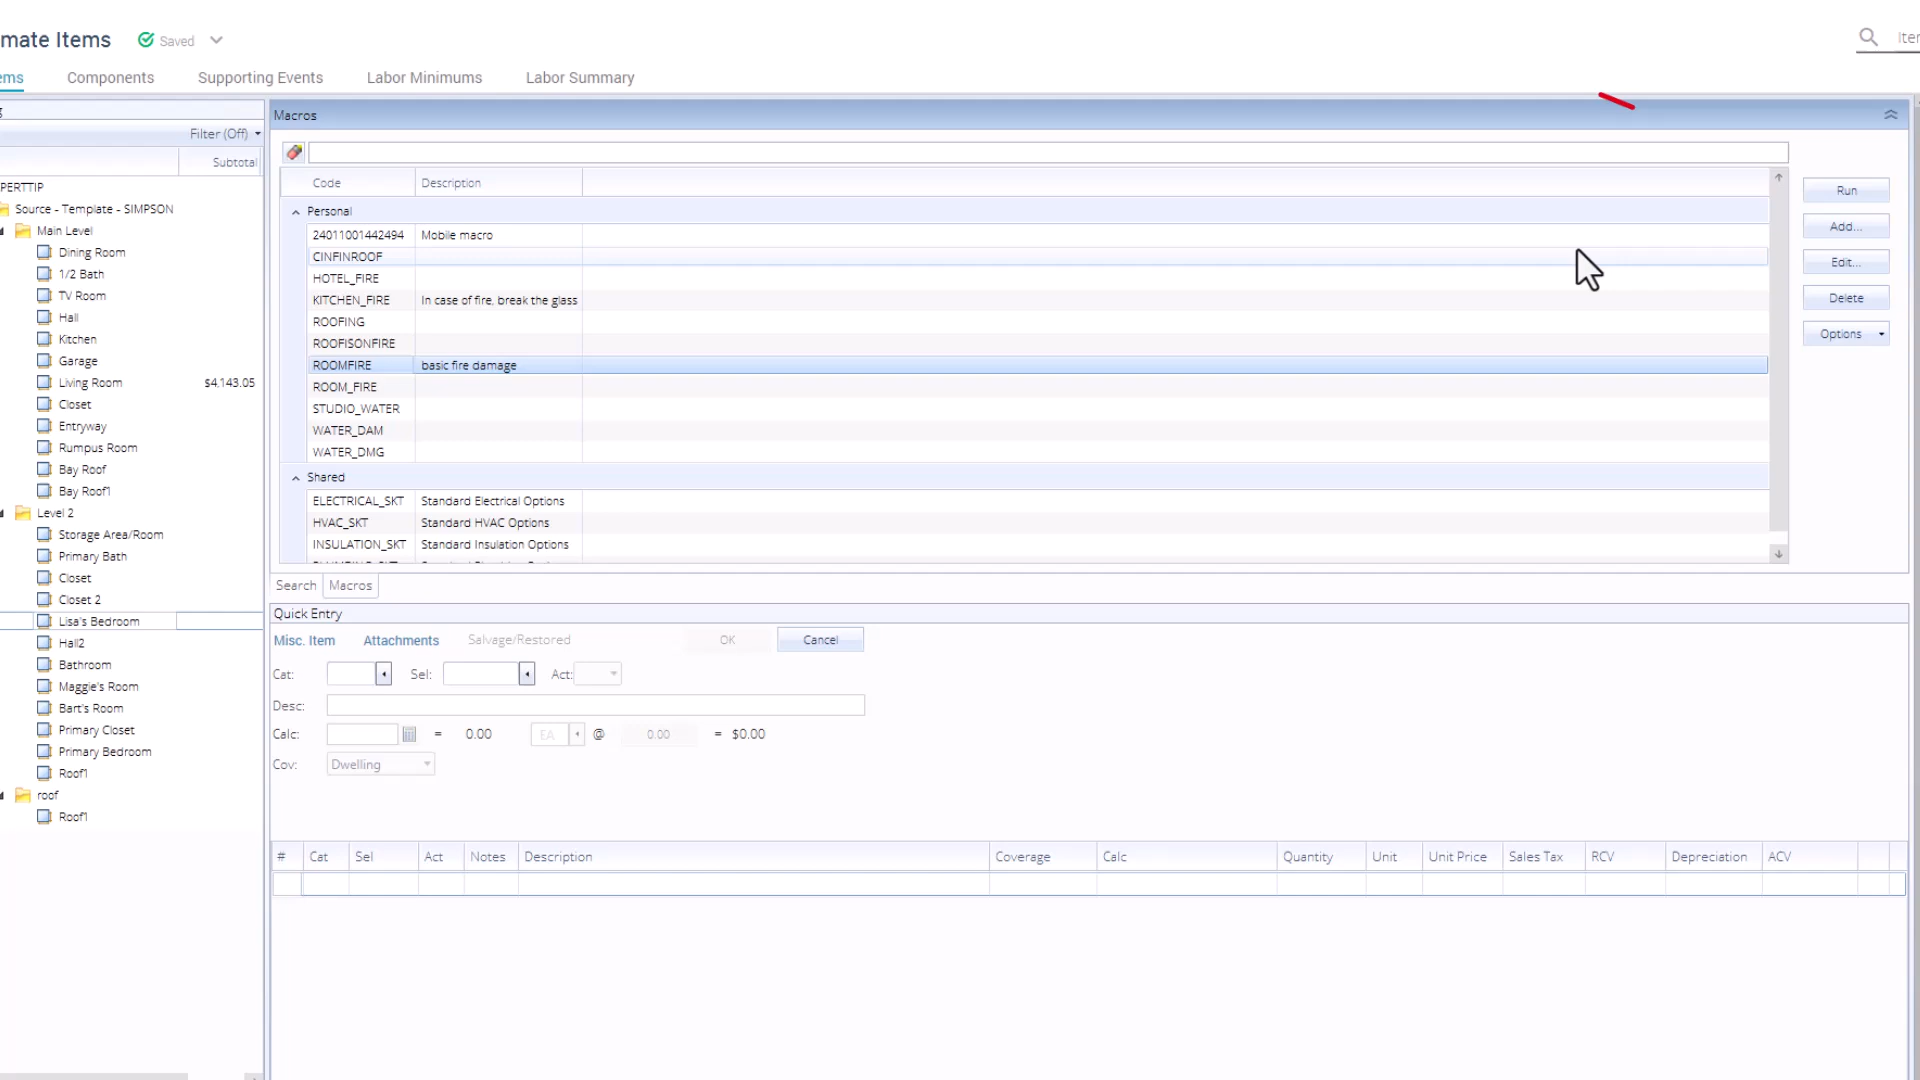 mate Items
Saved
Iter
ems
Components
Supporting Events
Labor Minimums
Labor Summary
Filter (Off)
Subtotal
PERTTIP
Source - Template - SIMPSON
Main Level
Dining Room
1/2 Bath
TV Room
Hall
Kitchen
Garage
Living Room $4,143.05
Closet
Entryway
Rumpus Room
Bay Roof
Bay Roof1
Level 2
Storage Area/Room
Primary Bath
Closet
Closet 2
Lisa's Bedroom
Hall2
Bathroom
Maggie's Room
Bart's Room
Primary Closet
Primary Bedroom
Roof1
roof
Roof1
Macros
Code Description
Personal
24011001442494 Mobile macro
CINFINROOF
HOTEL_FIRE
KITCHEN_FIRE In case of fire, break the glass
ROOFING
ROOFISONFIRE
ROOMFIRE basic fire damage
ROOM_FIRE
STUDIO_WATER
WATER_DAM
WATER_DMG
Shared
ELECTRICAL_SKT Standard Electrical Options
HVAC_SKT Standard HVAC Options
INSULATION_SKT Standard Insulation Options
Run
Add...
Edit...
Delete
Options
Search Macros
Quick Entry
Misc. Item Attachments Salvage/Restored OK Cancel
Cat: Sel: Act:
Desc:
Calc: = 0.00 EA @ 0.00 = $0.00
Cov: Dwelling
# Cat Sel Act Notes Description Coverage Calc Quantity Unit Unit Price Sales Tax RCV Depreciation ACV